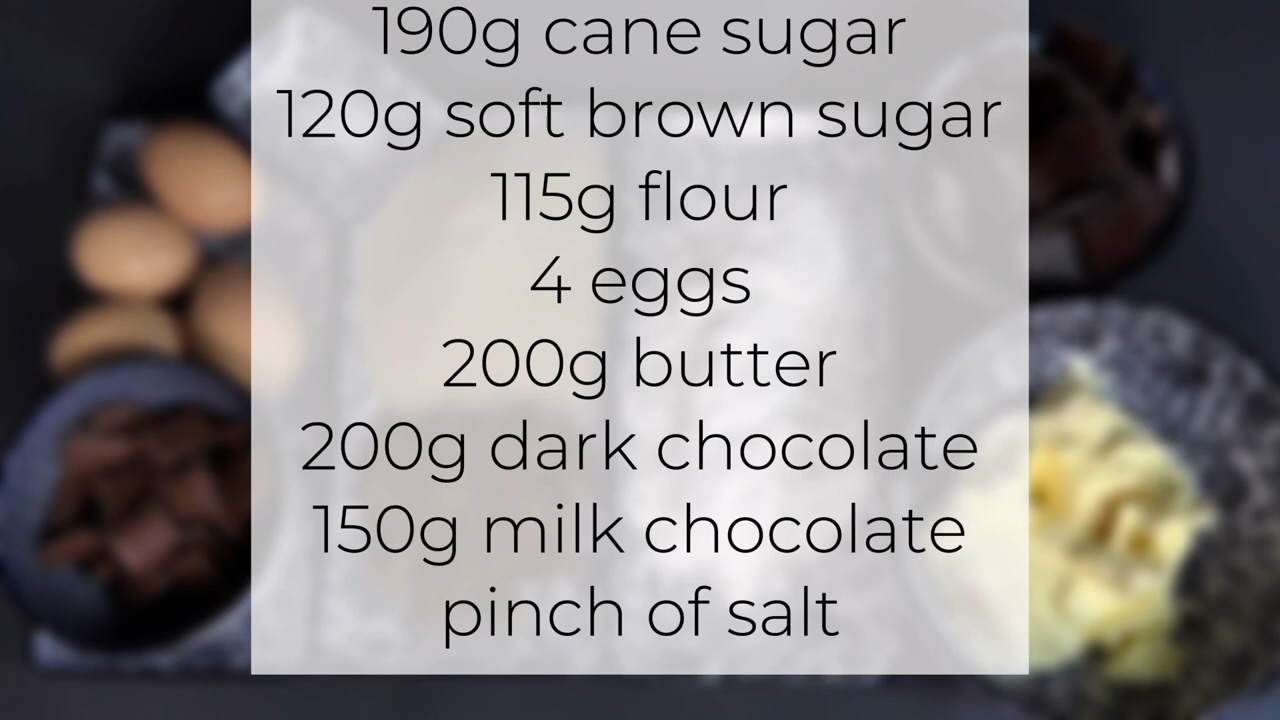 190g cane sugar
120g soft brown sugar
115g flour
4 eggs
200g butter
200g dark chocolate
150g milk chocolate
pinch of salt